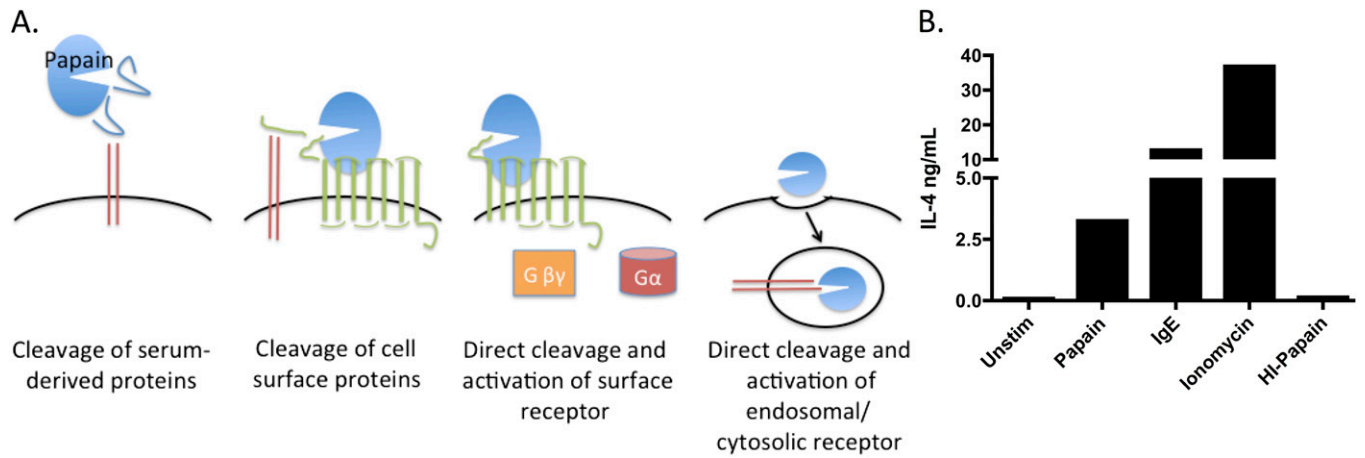 A.
Papain
G βγ
Gα
Cleavage of serum-
derived proteins
Cleavage of cell
surface proteins
Direct cleavage and
activation of surface
receptor
Direct cleavage and
activation of
endosomal/
cytosolic receptor
B.
IL-4 ng/mL
40
30
20
10
5.0
2.5
0.0
Unstim
Papain
IgE
Ionomycin
HI-Papain